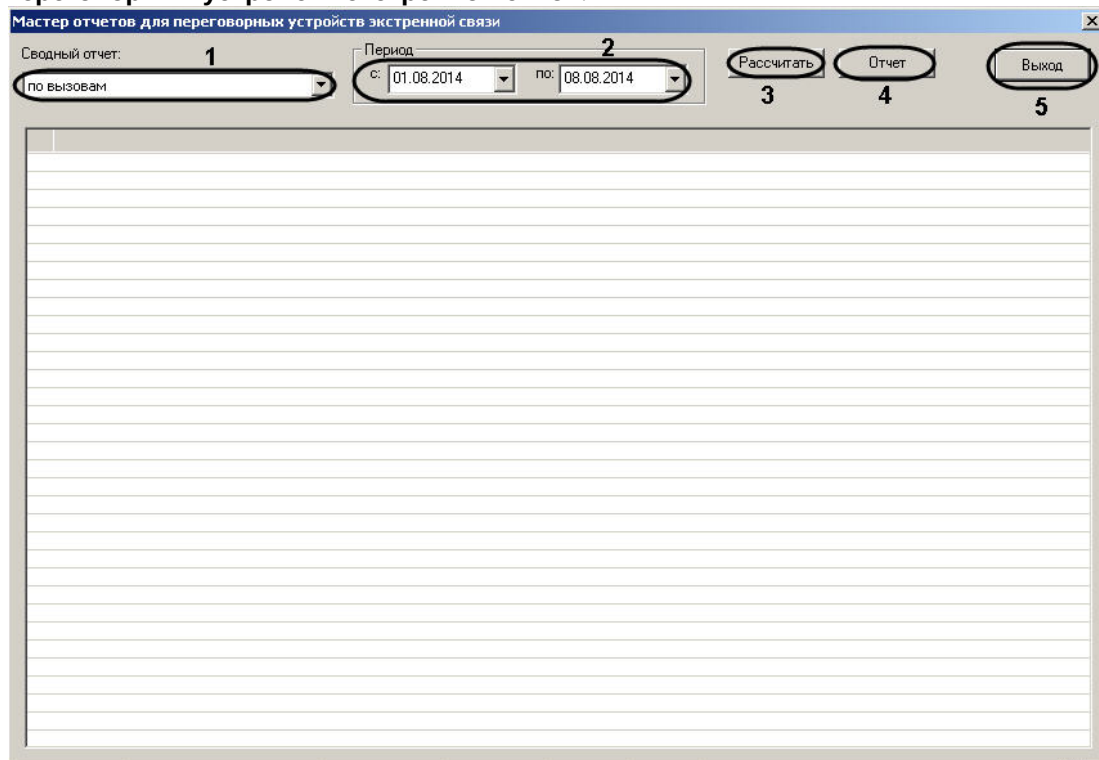 Мастер отчетов для переговорных устройств экстренной связи
Сводный отчет:
1
по вызовам
Период
2
с: 01.08.2014 по: 08.08.2014
Рассчитать
3
Отчет
4
Выход
5